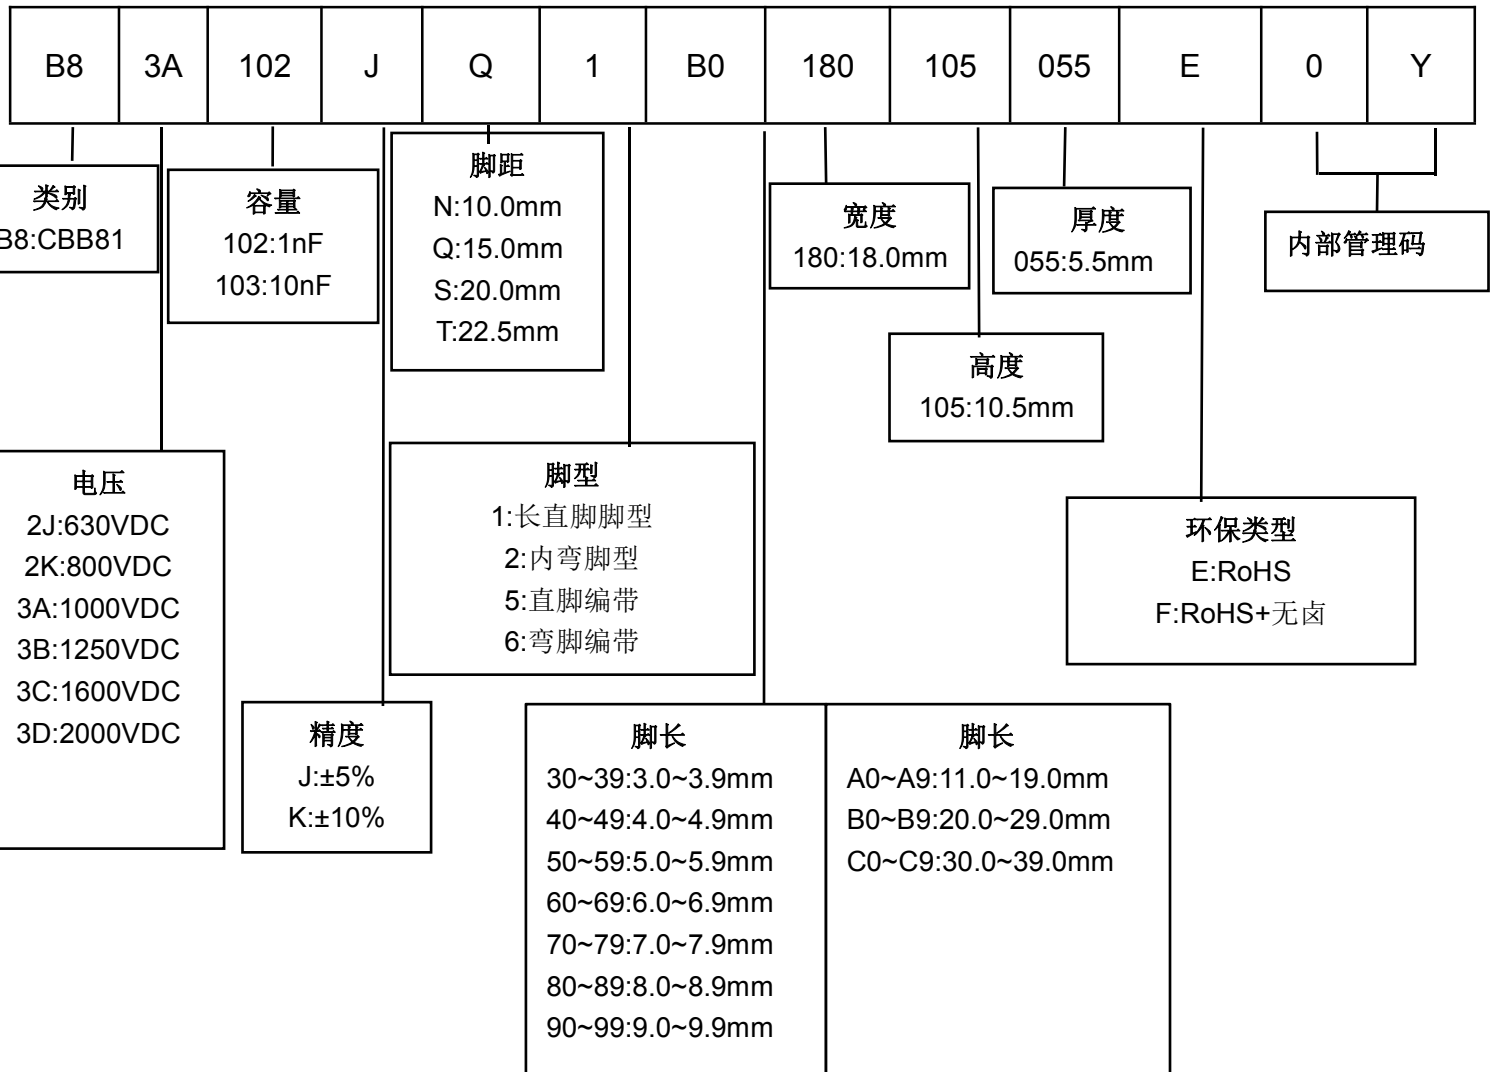 B8 3A 102 J Q 1 B0 180 105 055 E 0 Y
类别
B8:CBB81
容量
102:1nF
103:10nF
脚距
N:10.0mm
Q:15.0mm
S:20.0mm
T:22.5mm
宽度
180:18.0mm
厚度
055:5.5mm
内部管理码
高度
105:10.5mm
电压
2J:630VDC
2K:800VDC
3A:1000VDC
3B:1250VDC
3C:1600VDC
3D:2000VDC
脚型
1:长直脚脚型
2:内弯脚型
5:直脚编带
6:弯脚编带
环保类型
E:RoHS
F:RoHS+无卤
精度
J:±5%
K:±10%
脚长
30~39:3.0~3.9mm
40~49:4.0~4.9mm
50~59:5.0~5.9mm
60~69:6.0~6.9mm
70~79:7.0~7.9mm
80~89:8.0~8.9mm
90~99:9.0~9.9mm
脚长
A0~A9:11.0~19.0mm
B0~B9:20.0~29.0mm
C0~C9:30.0~39.0mm